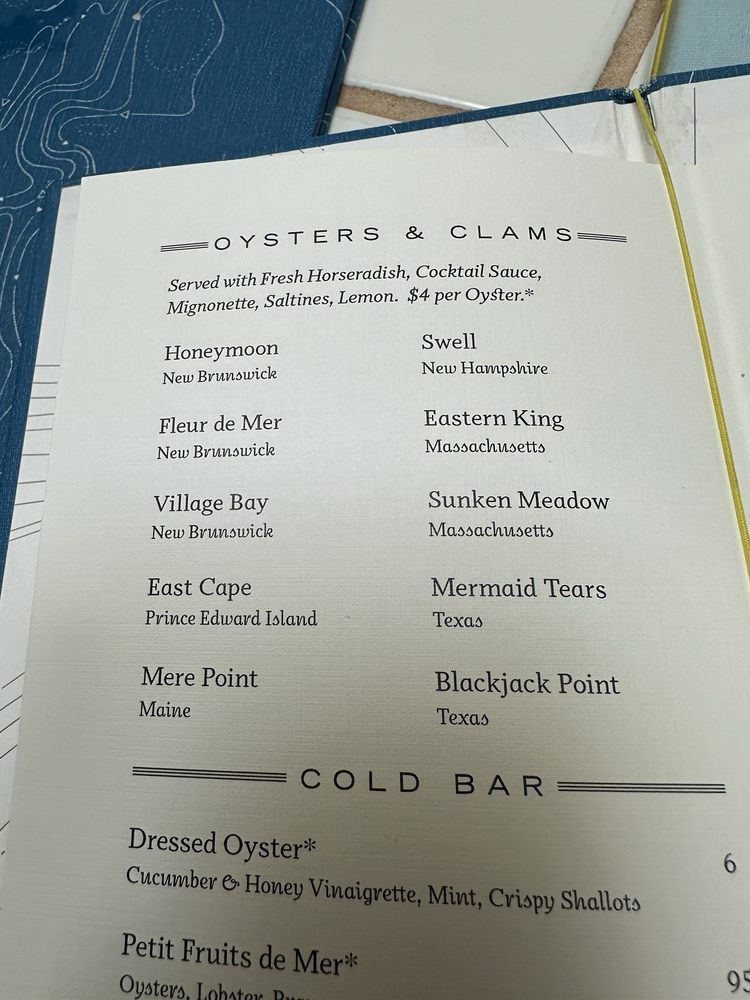 OYSTERS & CLAMS
Served with Fresh Horseradish, Cocktail Sauce,
Mignonette, Saltines, Lemon. $4 per Oyster.*
Honeymoon
New Brunswick
Fleur de Mer
New Brunswick
Village Bay
New Brunswick
East Cape
Prince Edward Island
Mere Point
Maine
Swell
New Hampshire
Eastern King
Massachusetts
Sunken Meadow
Massachusetts
Mermaid Tears
Texas
Blackjack Point
Texas
COLD BAR
Dressed Oyster* 6
Cucumber & Honey Vinaigrette, Mint, Crispy Shallots
Petit Fruits de Mer* 95
Oysters, Lobster,